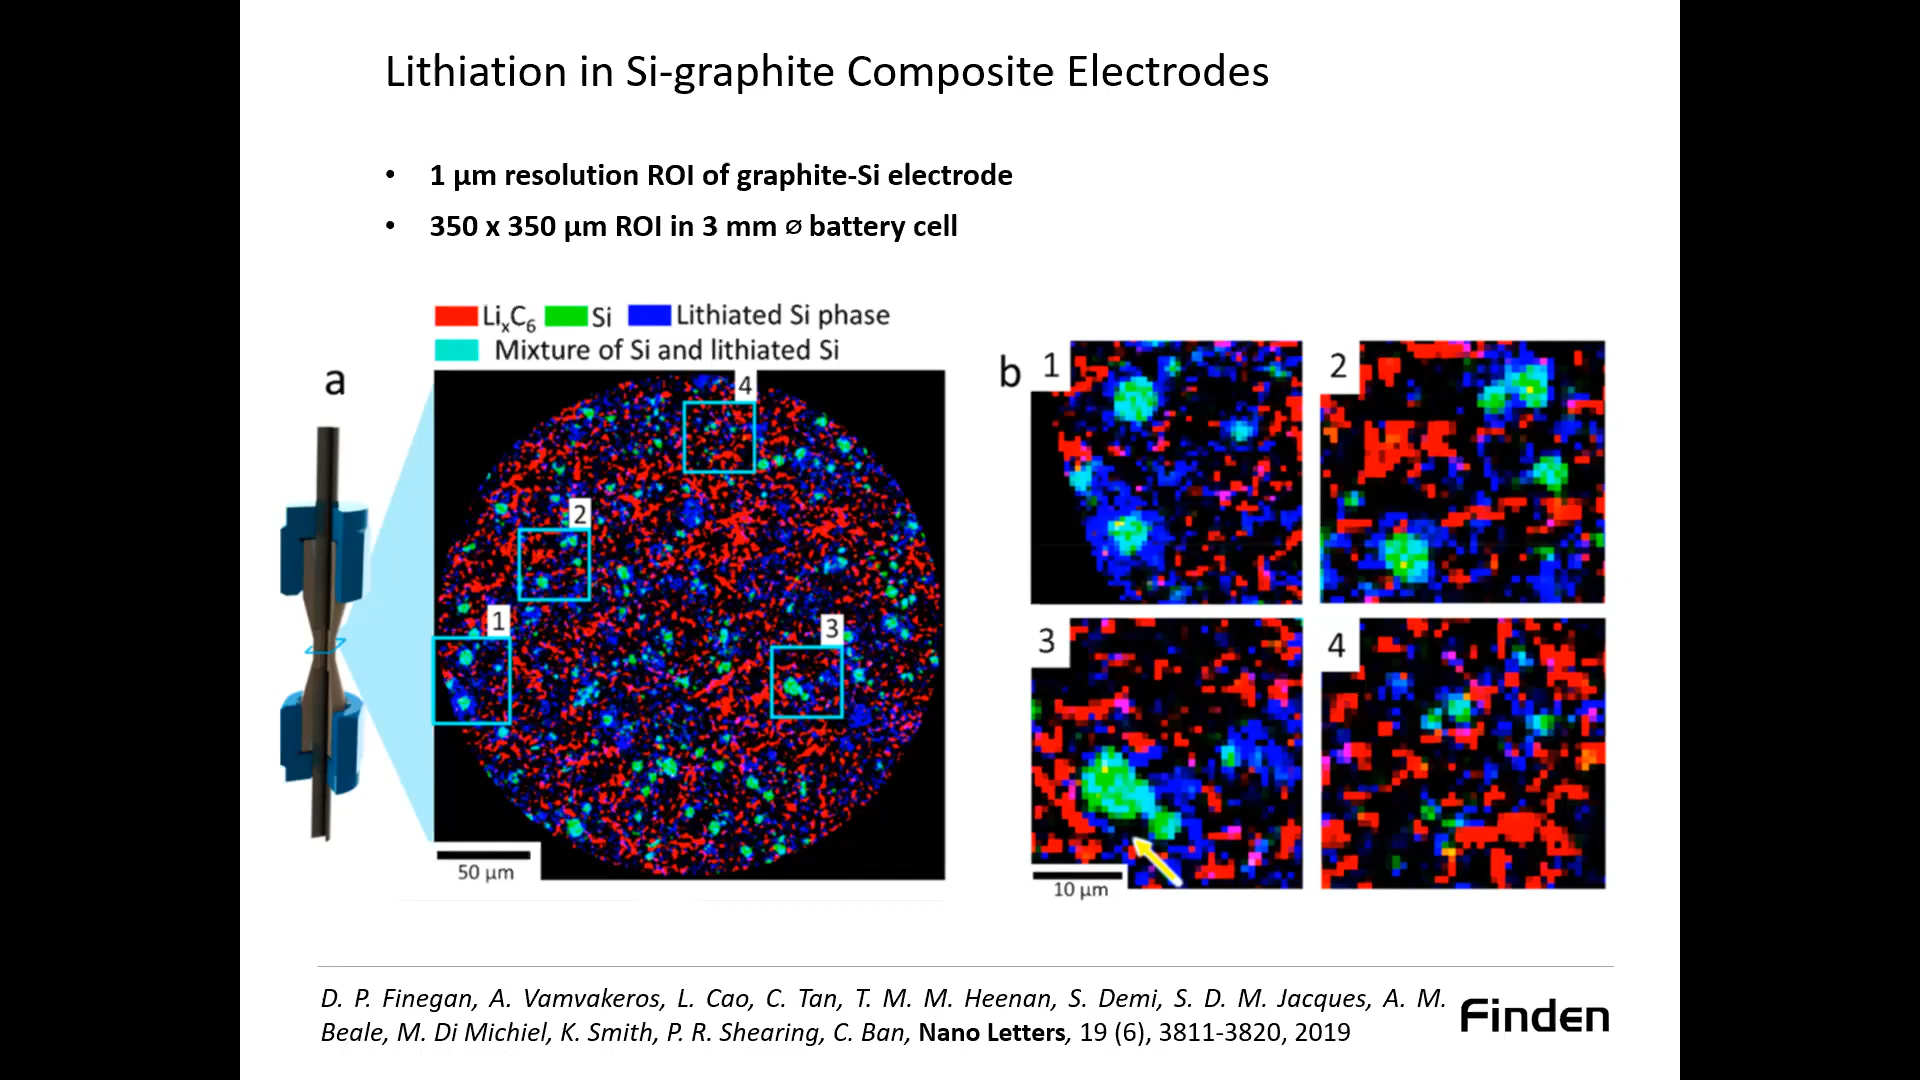 Lithiation in Si-graphite Composite Electrodes
• 1 µm resolution ROI of graphite-Si electrode
• 350 x 350 µm ROI in 3 mm ⌀ battery cell
LixC6 Si Lithiated Si phase
Mixture of Si and lithiated Si
a
4
2
1
3
50 µm
b
1
2
3
4
10 µm
D. P. Finegan, A. Vamvakeros, L. Cao, C. Tan, T. M. M. Heenan, S. Demi, S. D. M. Jacques, A. M.
Beale, M. Di Michiel, K. Smith, P. R. Shearing, C. Ban, Nano Letters, 19 (6), 3811-3820, 2019
Finden